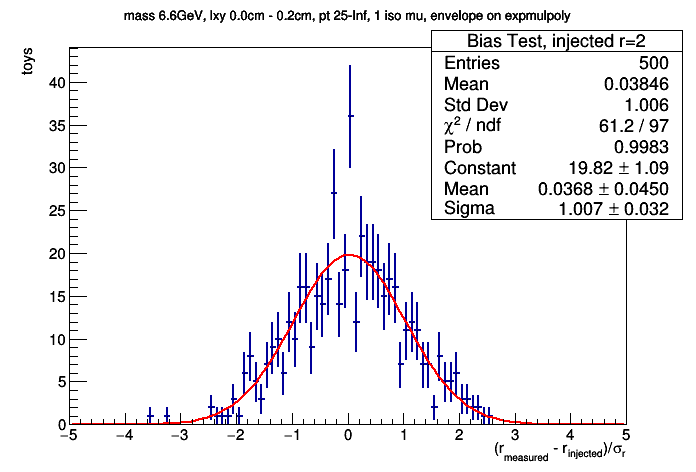 mass 6.6GeV, lxy 0.0cm - 0.2cm, pt 25-Inf, 1 iso mu, envelope on expmulpoly
toys
Bias Test, injected r=2
Entries 500
Mean 0.03846
Std Dev 1.006
χ² / ndf 61.2 / 97
Prob 0.9983
Constant 19.82 ± 1.09
Mean 0.0368 ± 0.0450
Sigma 1.007 ± 0.032
40
35
30
25
20
15
10
5
0
−5 −4 −3 −2 −1 0 1 2 3 4 5
(r_measured - r_injected)/σ_r